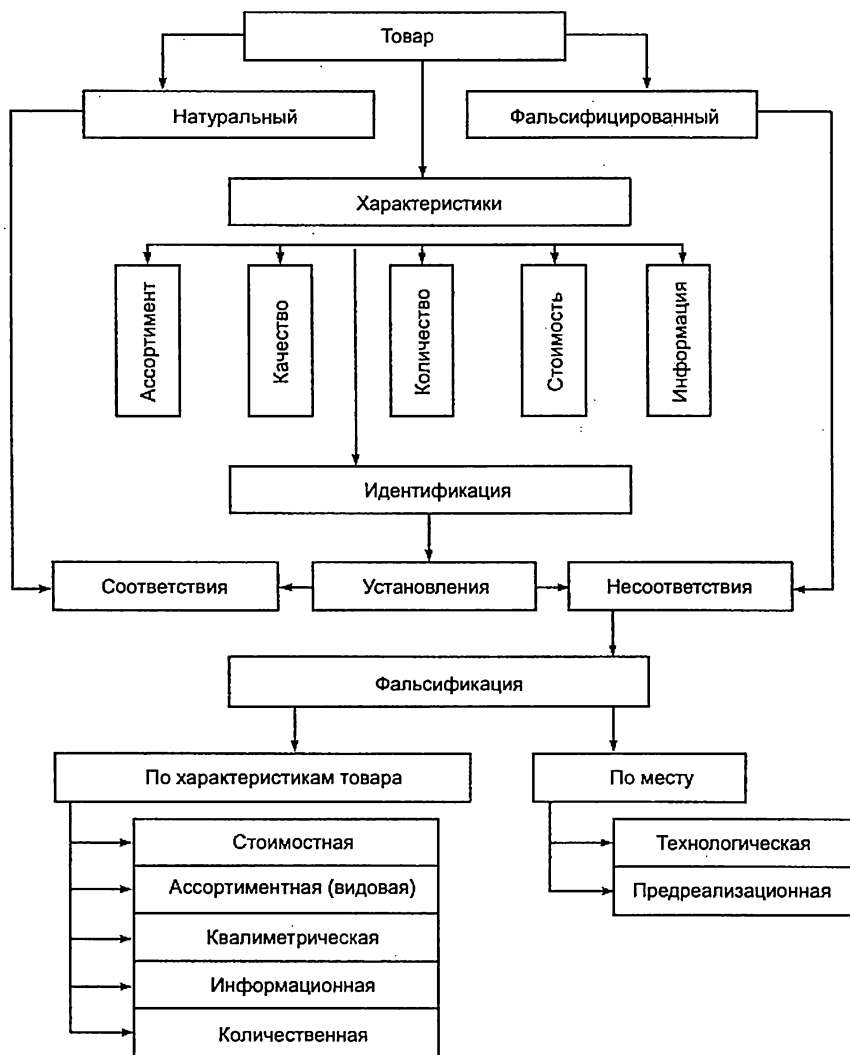 Товар
Натуральный
Фальсифицированный
Характеристики
Ассортимент
Качество
Количество
Стоимость
Информация
Идентификация
Соответствия
Установления
Несоответствия
Фальсификация
По характеристикам товара
По месту
Стоимостная
Ассортиментная (видовая)
Квалиметрическая
Информационная
Количественная
Технологическая
Предреализационная